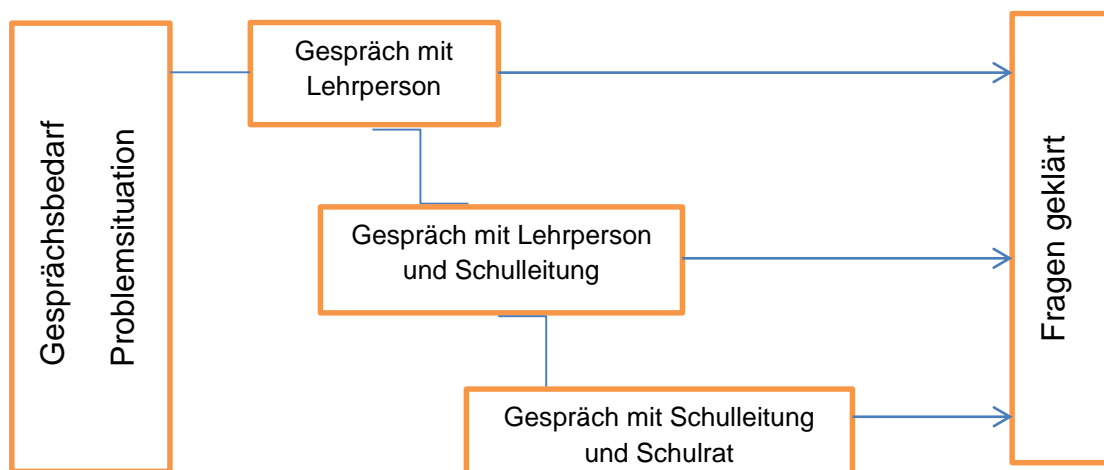 Gesprächsbedarf
Problemsituation
Gespräch mit
Lehrperson
Gespräch mit Lehrperson
und Schulleitung
Gespräch mit Schulleitung
und Schulrat
Fragen geklärt